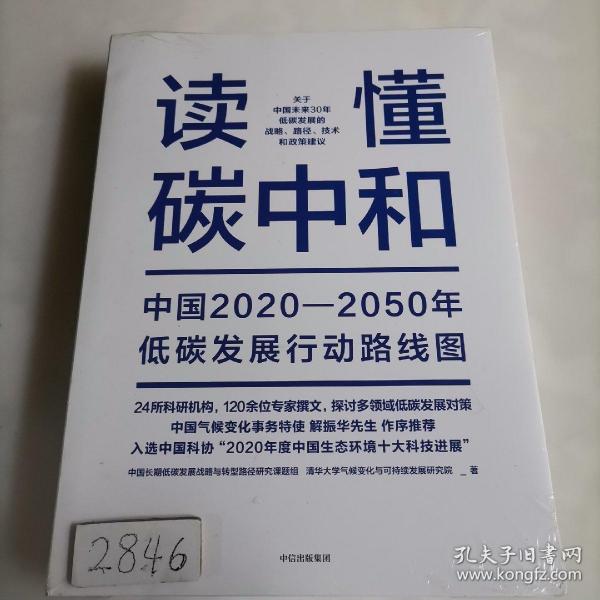 读懂
关于
中国未来30年
低碳发展的
战略、路径、技术
和政策建议
碳中和
中国2020—2050年
低碳发展行动路线图
24所科研机构，120余位专家撰文，探讨多领域低碳发展对策
中国气候变化事务特使 解振华先生 作序推荐
入选中国科协“2020年度中国生态环境十大科技进展”
中国长期低碳发展战略与转型路径研究课题组 清华大学气候变化与可持续发展研究院 _ 著
2846
中信出版集团
孔夫子旧书网
www.kongfz.com